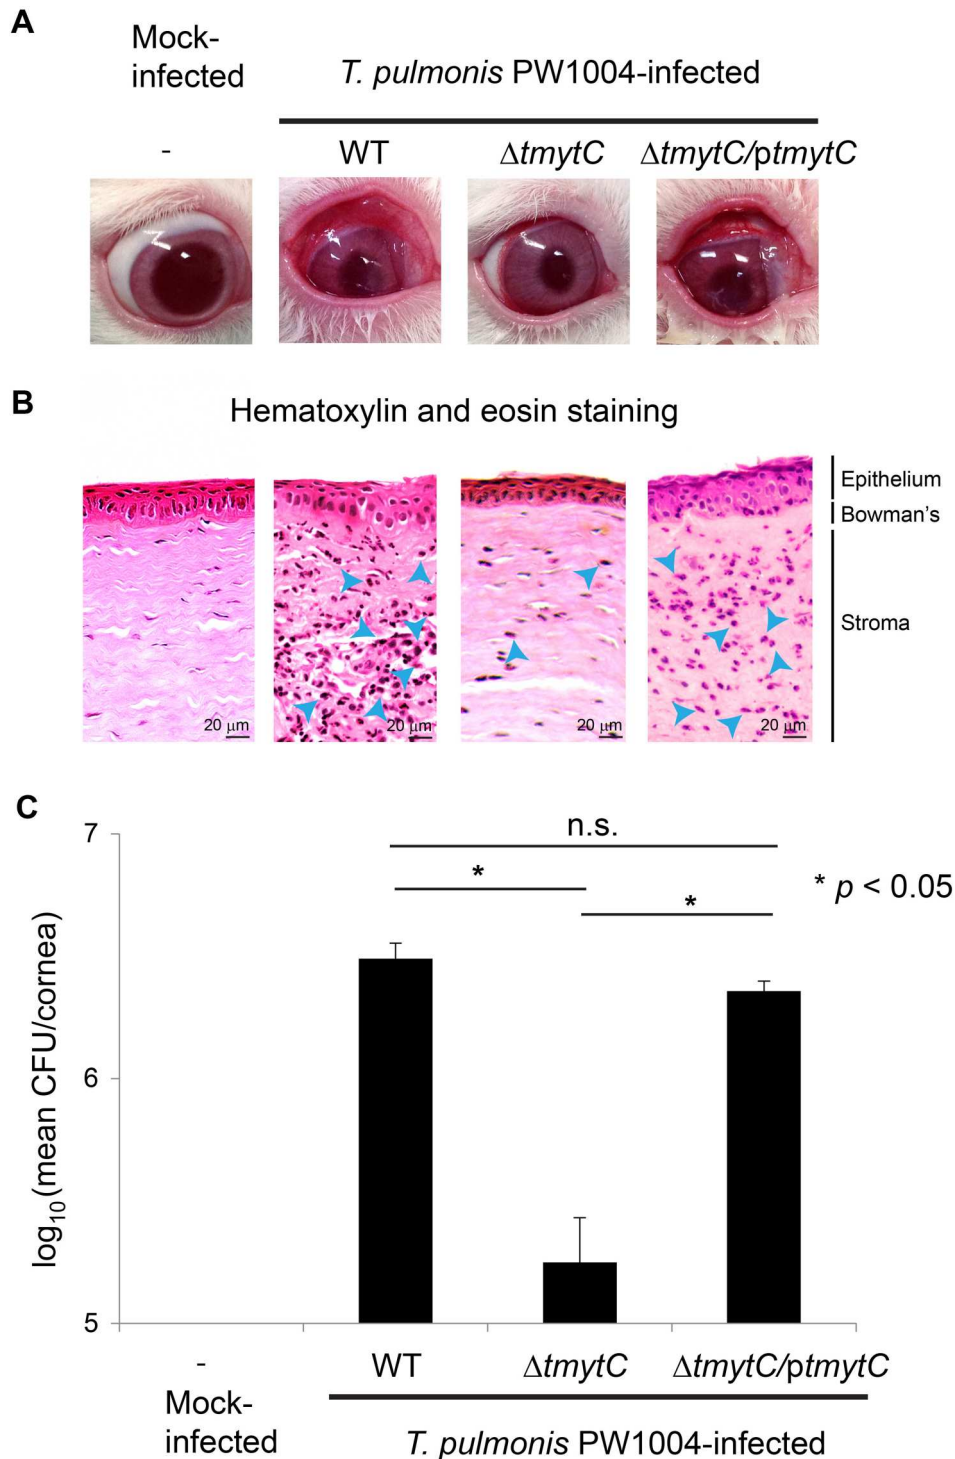 A
Mock-
infected
T. pulmonis PW1004-infected
-
WT
ΔtmytC
ΔtmytC/ptmytC
B
Hematoxylin and eosin staining
Epithelium
Bowman's
Stroma
20 μm
20 μm
20 μm
20 μm
C
7
n.s.
*
* p < 0.05
*
log10(mean CFU/cornea)
6
5
-
WT
ΔtmytC
ΔtmytC/ptmytC
Mock-
infected
T. pulmonis PW1004-infected